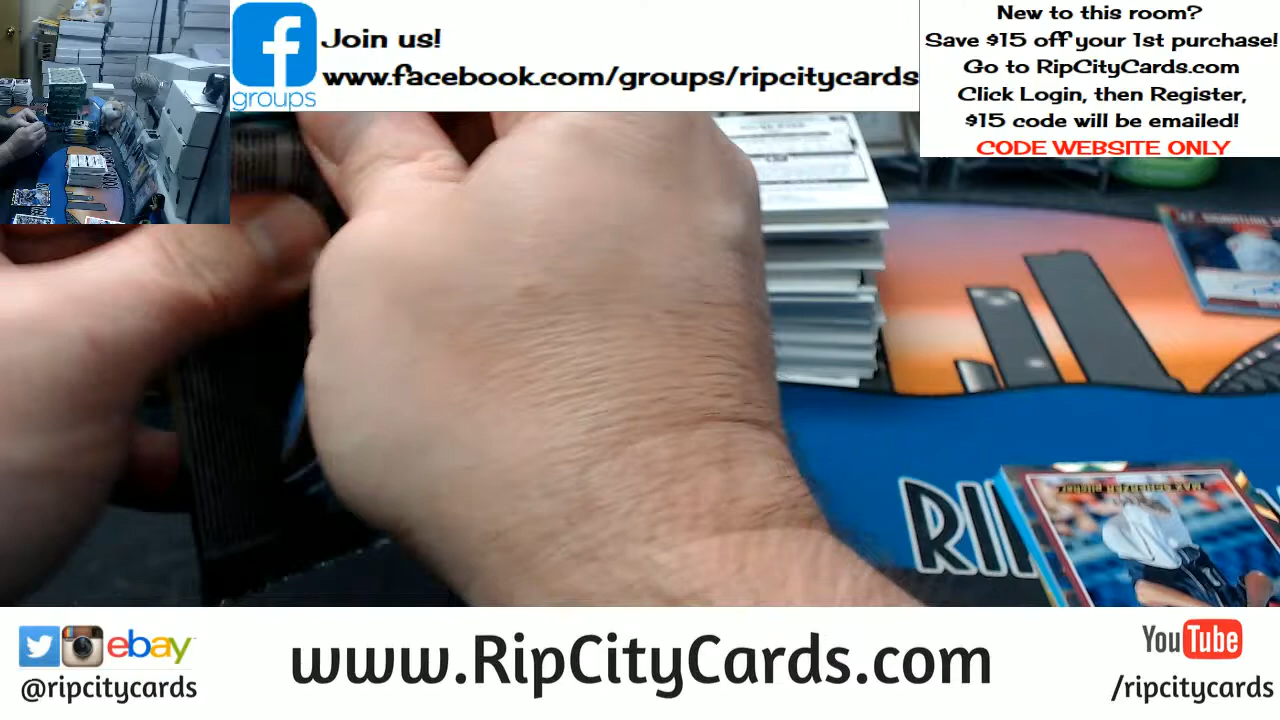 Join us!
www.facebook.com/groups/ripcitycards
groups
New to this room?
Save $15 off your 1st purchase!
Go to RipCityCards.com
Click Login, then Register,
$15 code will be emailed!
CODE WEBSITE ONLY
RI
ebay
@ripcitycards
www.RipCityCards.com
YouTube
/ripcitycards